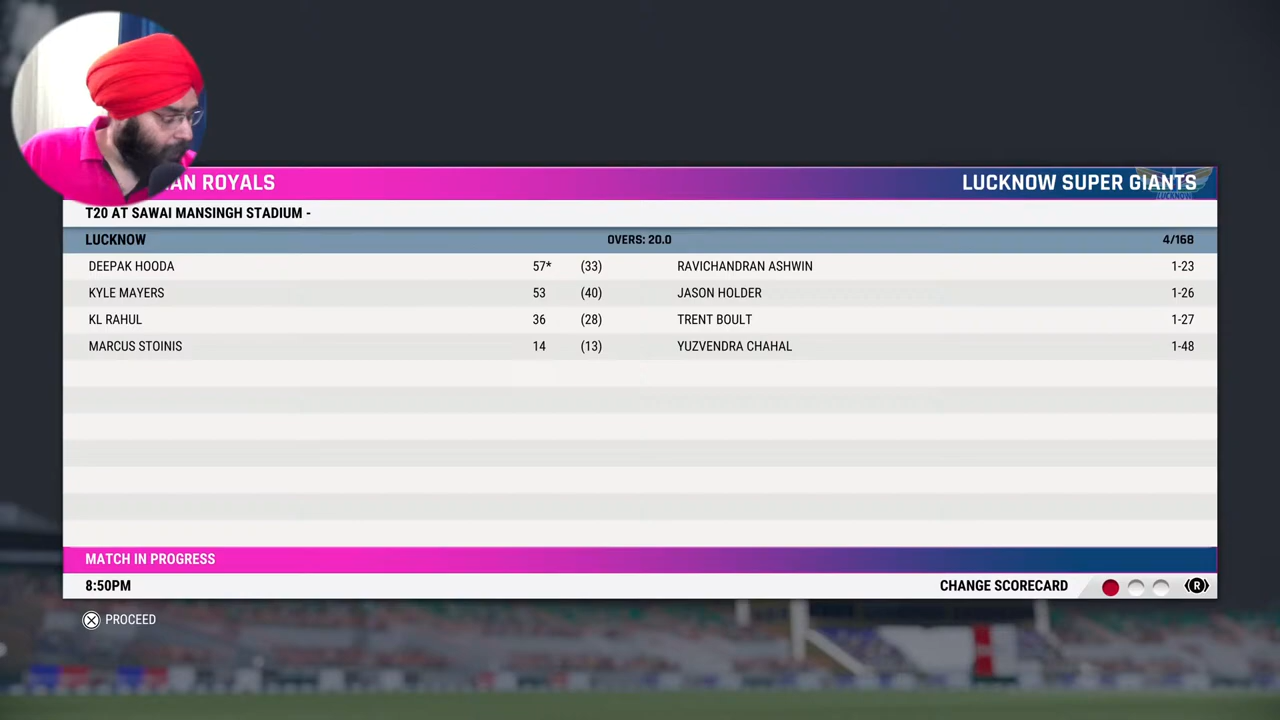 AN ROYALS
LUCKNOW SUPER GIANTS
T20 AT SAWAI MANSINGH STADIUM -
LUCKNOW OVERS: 20.0 4/168
DEEPAK HOODA 57* (33) RAVICHANDRAN ASHWIN 1-23
KYLE MAYERS 53 (40) JASON HOLDER 1-26
KL RAHUL 36 (28) TRENT BOULT 1-27
MARCUS STOINIS 14 (13) YUZVENDRA CHAHAL 1-48
MATCH IN PROGRESS
8:50PM CHANGE SCORECARD R
PROCEED